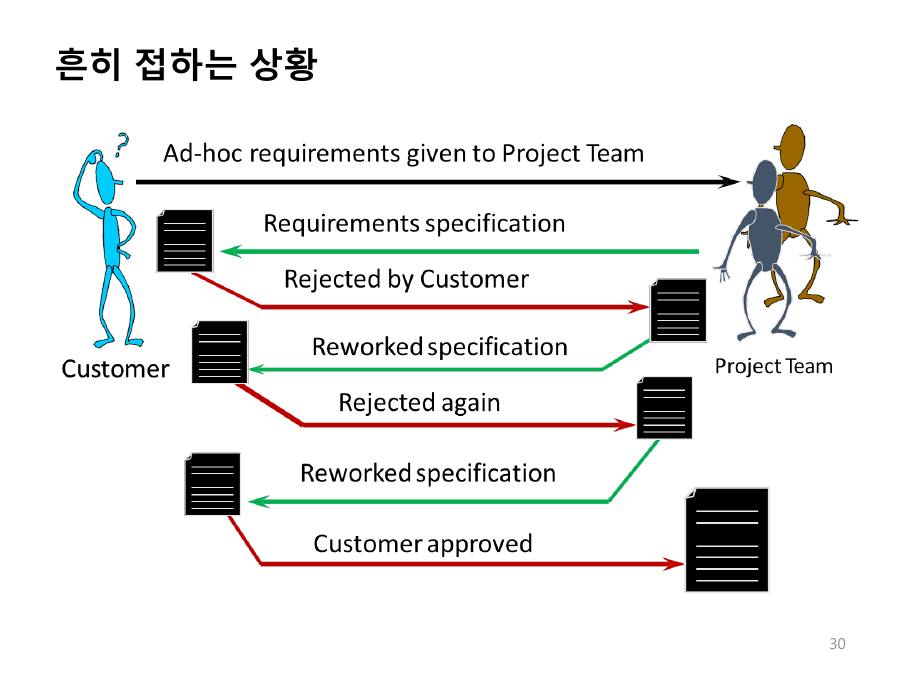 흔히 접하는 상황
?
Ad-hoc requirements given to Project Team
Requirements specification
Rejected by Customer
Reworked specification
Customer
Project Team
Rejected again
Reworked specification
Customer approved
30